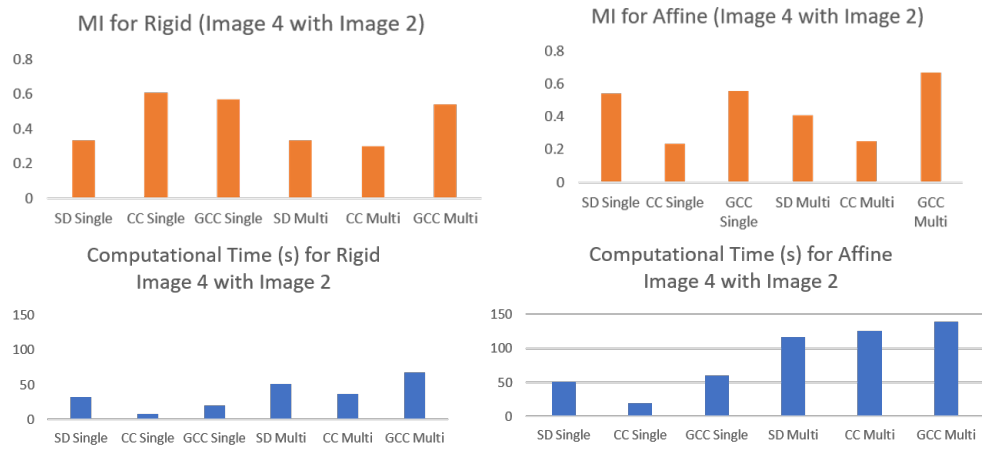 MI for Rigid (Image 4 with Image 2)
0.8
0.6
0.4
0.2
0
SD Single CC Single GCC Single SD Multi CC Multi GCC Multi
MI for Affine (Image 4 with Image 2)
0.8
0.6
0.4
0.2
0
SD Single CC Single GCC Single SD Multi CC Multi GCC Multi
Computational Time (s) for Rigid
Image 4 with Image 2
150
100
50
0
SD Single CC Single GCC Single SD Multi CC Multi GCC Multi
Computational Time (s) for Affine
Image 4 with Image 2
150
100
50
0
SD Single CC Single GCC Single SD Multi CC Multi GCC Multi